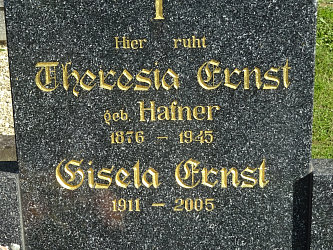 Hier ruht
Theresia Ernst
geb. Hafner
1876 - 1945
Gisela Ernst
1911 - 2005